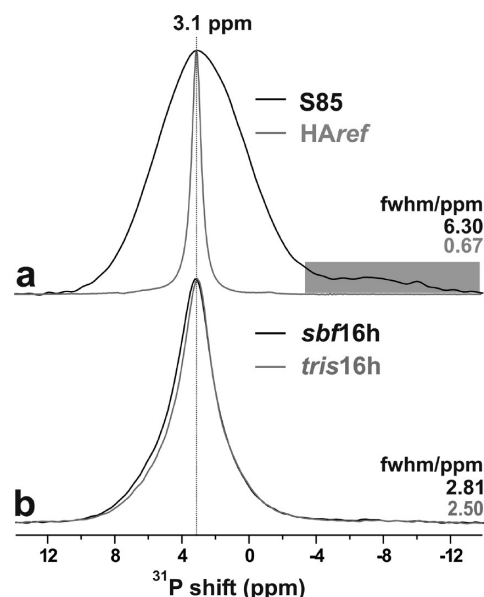 3.1 ppm
S85
HAref
fwhm/ppm
6.30
0.67
a
sbf16h
tris16h
fwhm/ppm
2.81
2.50
b
12 8 4 0 -4 -8 -12
³¹P shift (ppm)